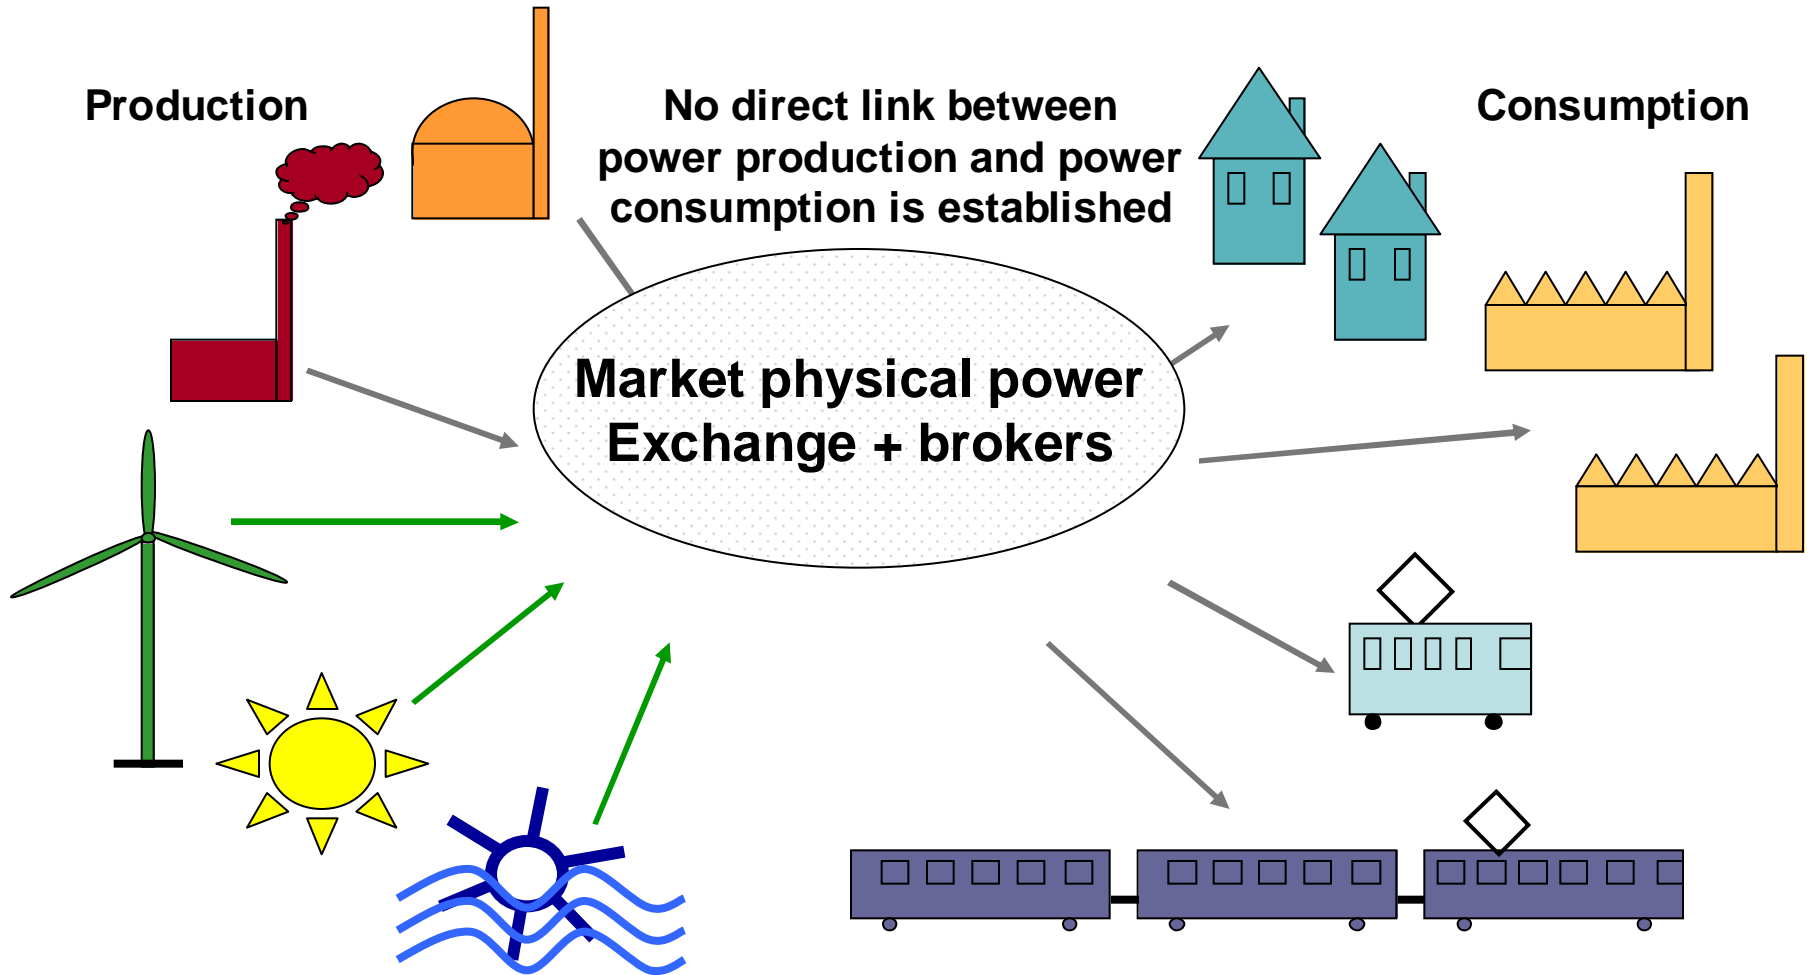 Production
No direct link between
power production and power
consumption is established
Consumption
Market physical power
Exchange + brokers